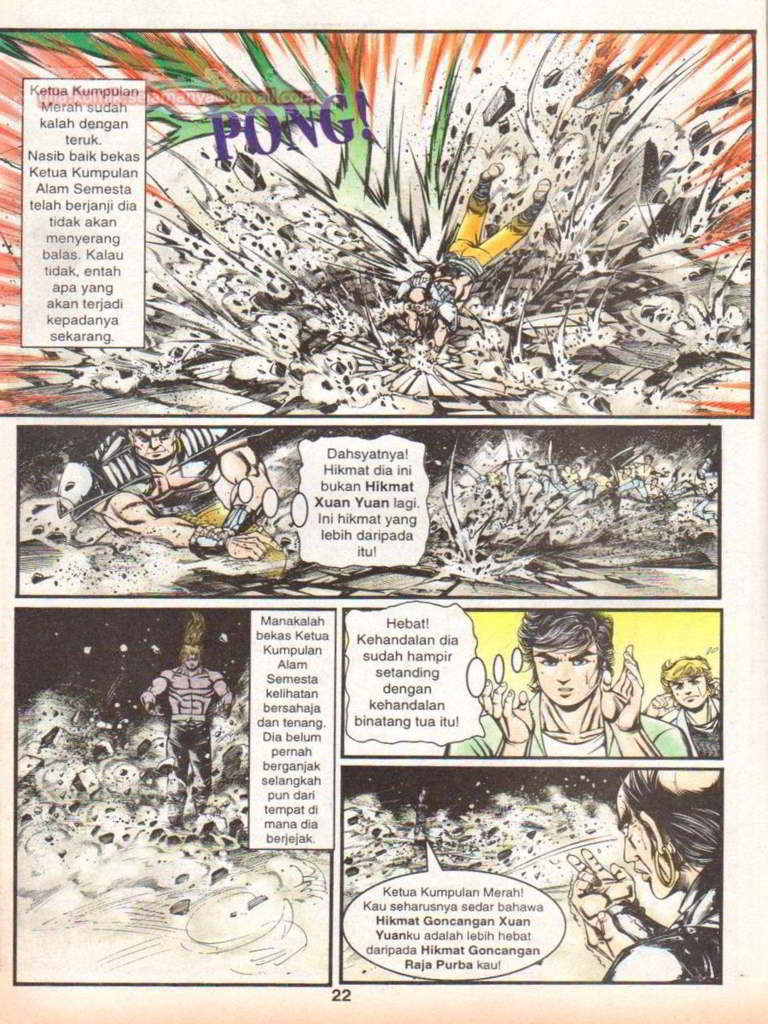 Ketua Kumpulan
Merah sudah
kalah dengan
teruk.
Nasib baik bekas
Ketua Kumpulan
Alam Semesta
telah berjanji dia
tidak akan
menyerang
balas. Kalau
tidak, entah
apa yang
akan terjadi
kepadanya
sekarang.
PONG!
Dahsyatnya!
Hikmat dia ini
bukan Hikmat
Xuan Yuan lagi.
Ini hikmat yang
lebih daripada
itu!
Manakalah
bekas Ketua
Kumpulan
Alam
Semesta
kelihatan
bersahaja
dan tenang.
Dia belum
pernah
berganjak
selangkah
pun dari
tempat di
mana dia
berjejak.
Hebat!
Kehandalan dia
sudah hampir
setanding
dengan
kehandalan
binatang tua itu!
Ketua Kumpulan Merah!
Kau seharusnya sedar bahawa
Hikmat Goncangan Xuan
Yuanku adalah lebih hebat
daripada Hikmat Goncangan
Raja Purba kau!
22